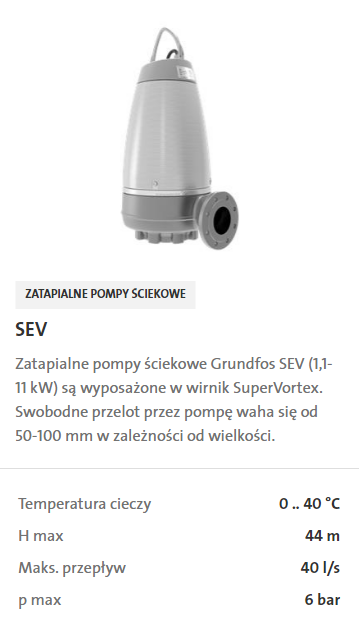 ZATAPIALNE POMPY ŚCIEKOWE
SEV
Zatapialne pompy ściekowe Grundfos SEV (1,1-
11 kW) są wyposażone w wirnik SuperVortex.
Swobodne przelot przez pompę waha się od
50-100 mm w zależności od wielkości.
Temperatura cieczy 0 .. 40 °C
H max 44 m
Maks. przepływ 40 l/s
p max 6 bar